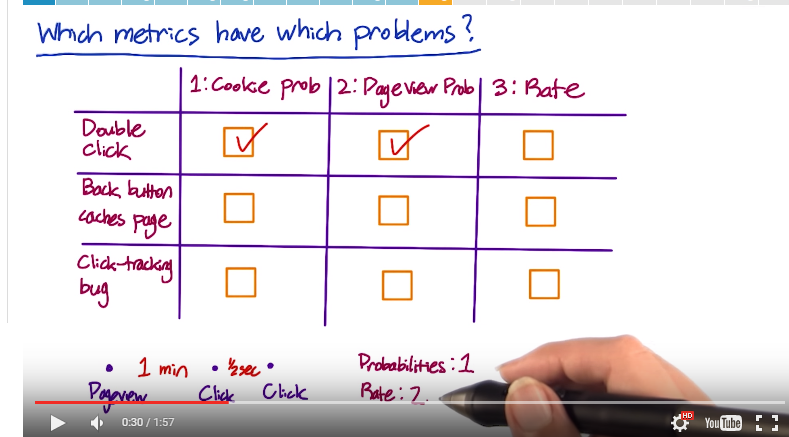 Which metrics have which problems?
1: Cookie prob 2: Pageview Prob 3: Rate
Double click
Back button caches page
Click-tracking bug
• 1 min • ½sec •
Pageview Click Click
Probabilities: 1
Rate: 2
0:30 / 1:57
HD
YouTube